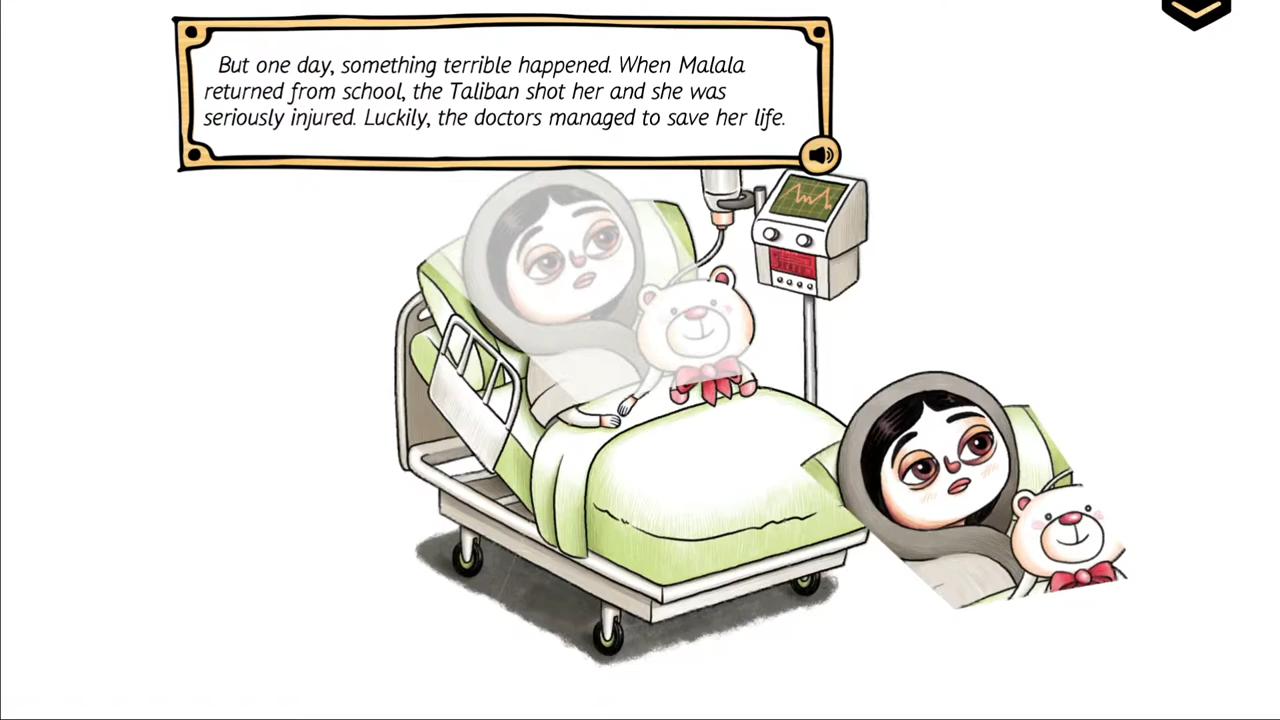 But one day, something terrible happened. When Malala
returned from school, the Taliban shot her and she was
seriously injured. Luckily, the doctors managed to save her life.